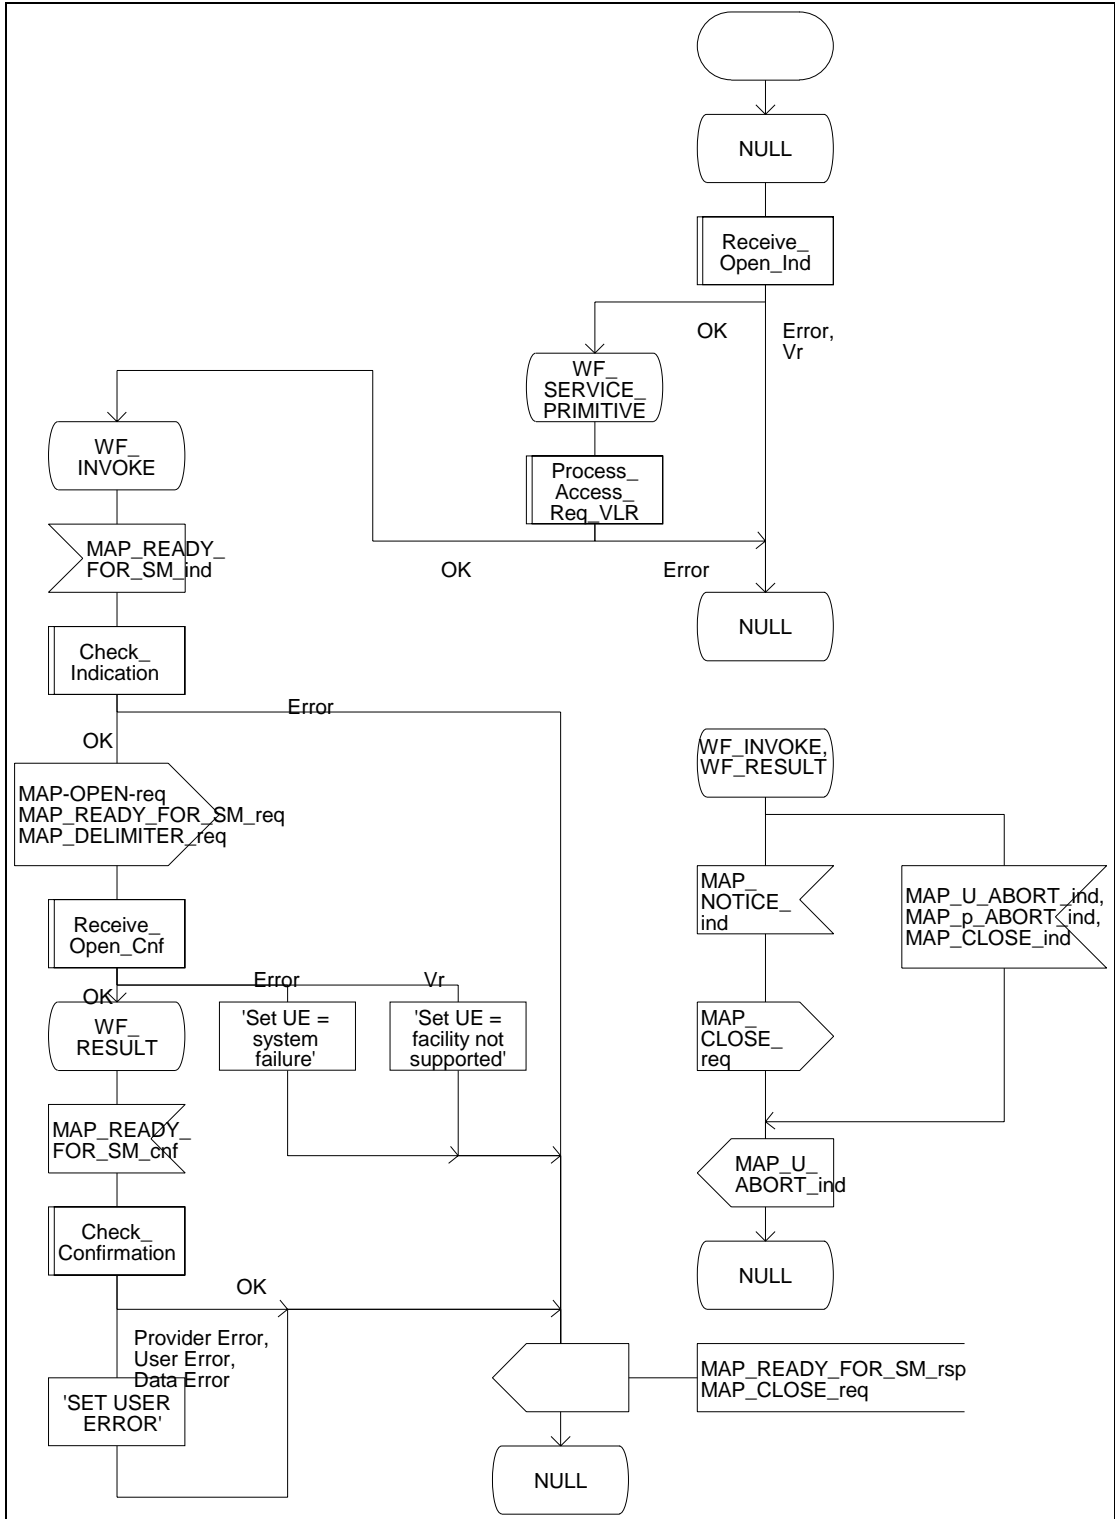 NULL
Receive_
Open_Ind
OK
Error,
Vr
WF_
SERVICE_
PRIMITIVE
WF_
INVOKE
Process_
Access_
Req_VLR
MAP_READY_
FOR_SM_ind
OK
Error
NULL
Check_
Indication
Error
OK
WF_INVOKE,
WF_RESULT
MAP-OPEN-req
MAP_READY_FOR_SM_req
MAP_DELIMITER_req
MAP_
NOTICE_
ind
MAP_U_ABORT_ind,
MAP_p_ABORT_ind,
MAP_CLOSE_ind
Receive_
Open_Cnf
Error
Vr
OK
WF_
RESULT
'Set UE =
system
failure'
'Set UE =
facility not
supported'
MAP_
CLOSE_
req
MAP_READY_
FOR_SM_cnf
MAP_U_
ABORT_ind
Check_
Confirmation
NULL
OK
Provider Error,
User Error,
Data Error
MAP_READY_FOR_SM_rsp
MAP_CLOSE_req
'SET USER
ERROR'
NULL